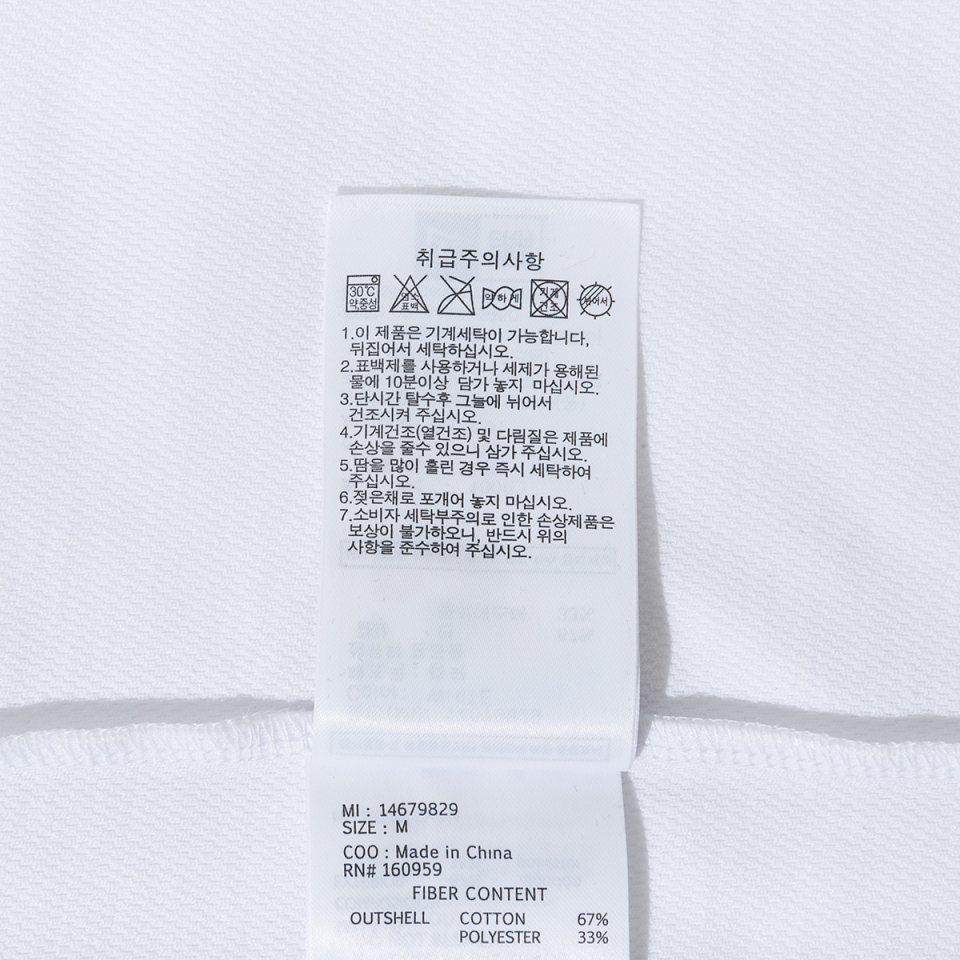 취급주의사항
30℃ 약,중성 염소 표백 약하게 기계 건조 뉘어서
1.이 제품은 기계세탁이 가능합니다,
뒤집어서 세탁하십시오.
2.표백제를 사용하거나 세제가 용해된
물에 10분이상 담가 놓지 마십시오.
3.단시간 탈수후 그늘에 뉘어서
건조시켜 주십시오.
4.기계건조(열건조) 및 다림질은 제품에
손상을 줄수 있으니 삼가 주십시오.
5.땀을 많이 흘린 경우 즉시 세탁하여
주십시오.
6.젖은채로 포개어 놓지 마십시오.
7.소비자 세탁부주의로 인한 손상제품은
보상이 불가하오니, 반드시 위의
사항을 준수하여 주십시오.
MI : 14679829
SIZE : M
COO : Made in China
RN# 160959
FIBER CONTENT
OUTSHELL COTTON 67%
POLYESTER 33%